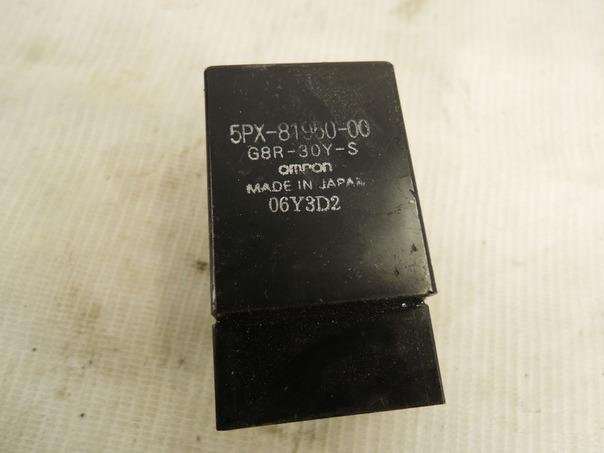 5PX-81950-00
G8R-30Y-S
omron
MADE IN JAPAN
06Y3D2